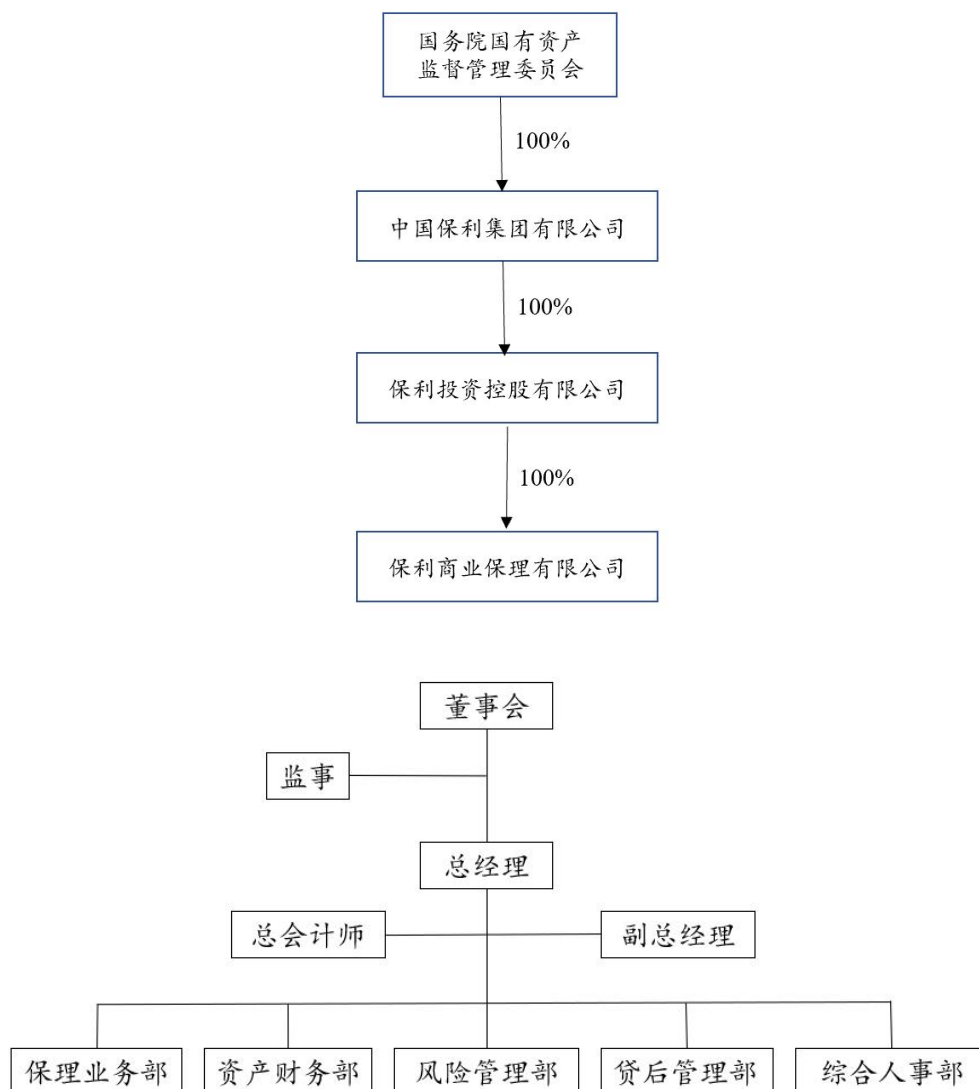 国务院国有资产
监督管理委员会
100%
中国保利集团有限公司
100%
保利投资控股有限公司
100%
保利商业保理有限公司
董事会
监事
总经理
总会计师
副总经理
保理业务部
资产财务部
风险管理部
贷后管理部
综合人事部